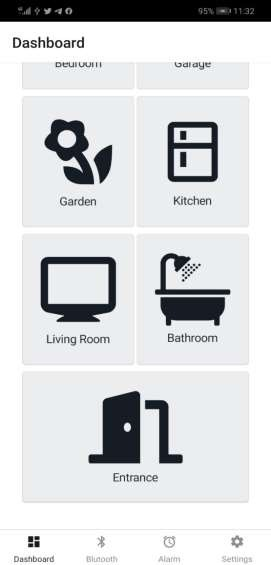 95% 11:32
Dashboard
Bedroom Garage
Garden Kitchen
Living Room Bathroom
Entrance
Dashboard Blutooth Alarm Settings